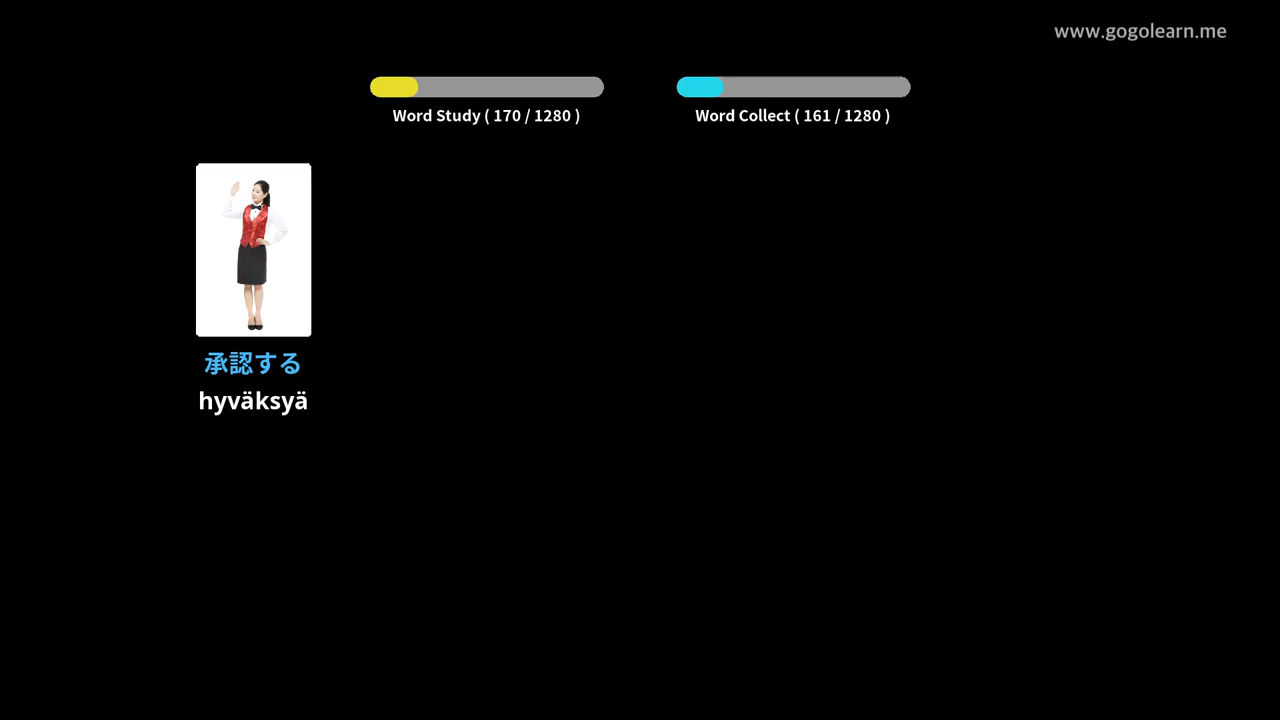 www.gogolearn.me
Word Study ( 170 / 1280 )
Word Collect ( 161 / 1280 )
承認する
hyväksyä